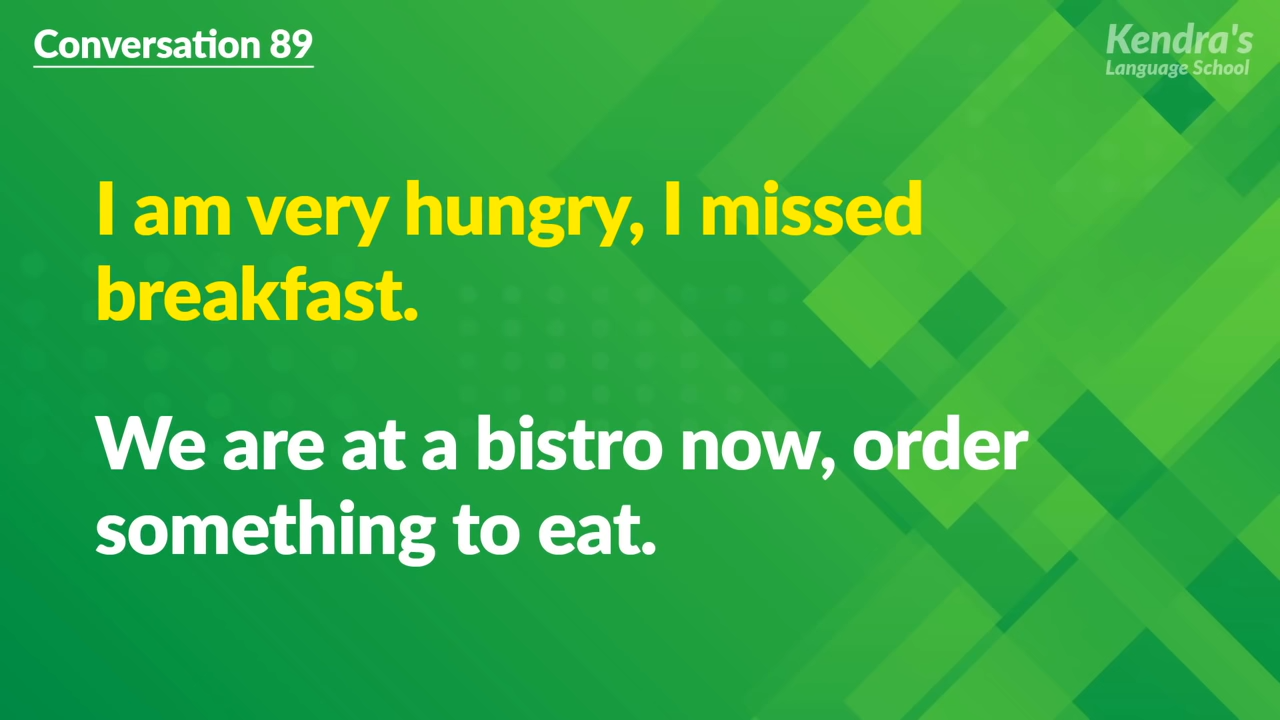 Conversation 89
Kendra's
Language School
I am very hungry, I missed
breakfast.
We are at a bistro now, order
something to eat.